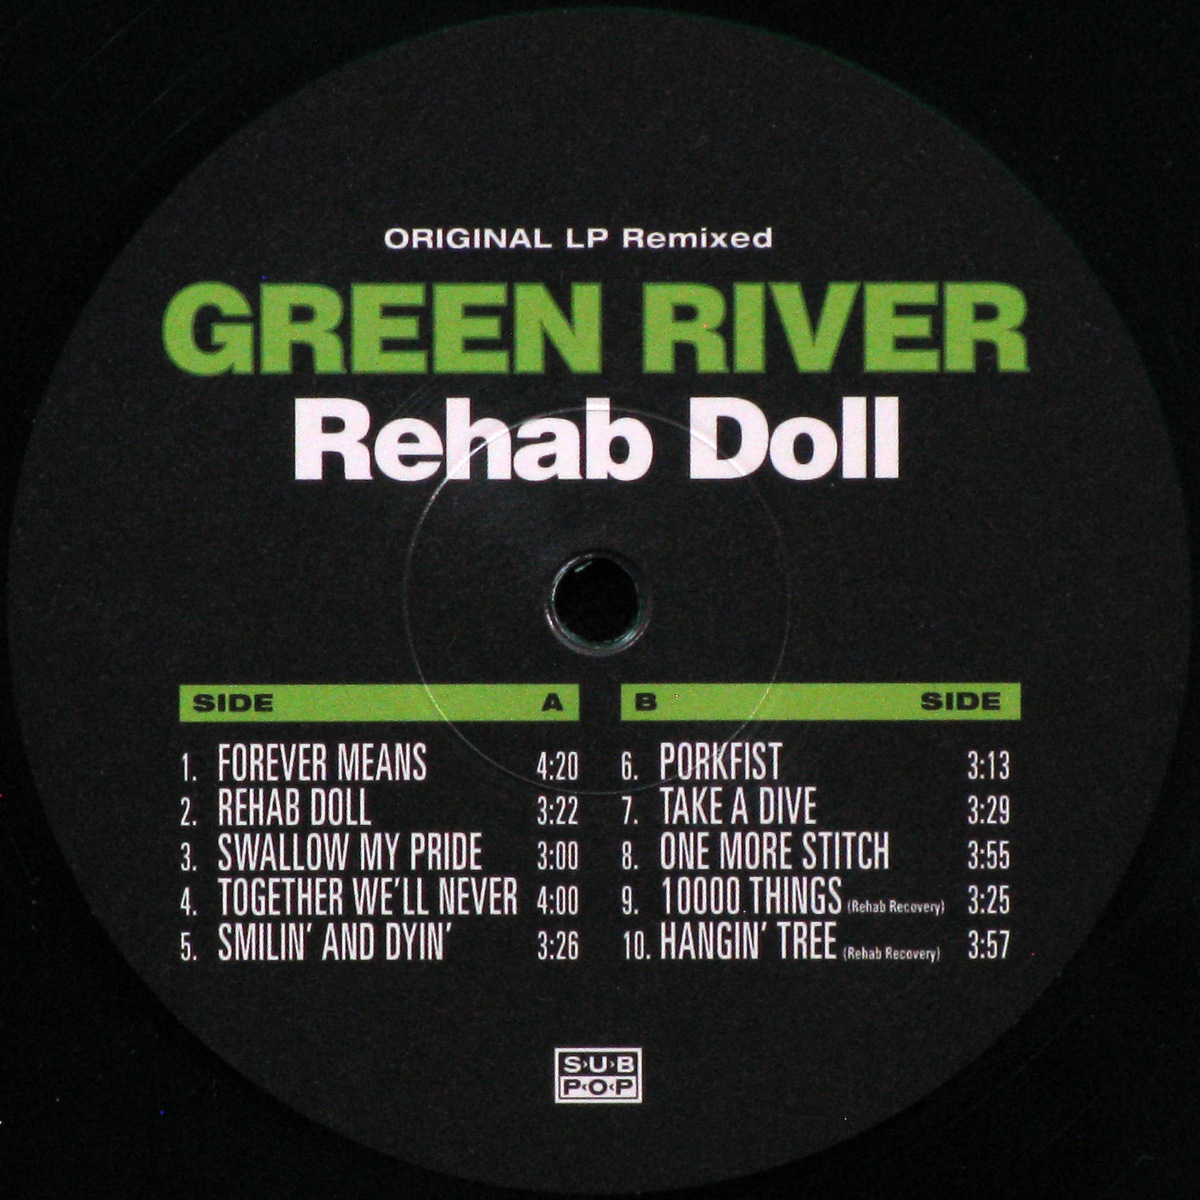 ORIGINAL LP Remixed
GREEN RIVER
Rehab Doll
SIDE A
1. FOREVER MEANS 4:20
2. REHAB DOLL 3:22
3. SWALLOW MY PRIDE 3:00
4. TOGETHER WE'LL NEVER 4:00
5. SMILIN' AND DYIN' 3:26
B SIDE
6. PORKFIST 3:13
7. TAKE A DIVE 3:29
8. ONE MORE STITCH 3:55
9. 10000 THINGS (Rehab Recovery) 3:25
10. HANGIN' TREE (Rehab Recovery) 3:57
S·U·B
P·O·P